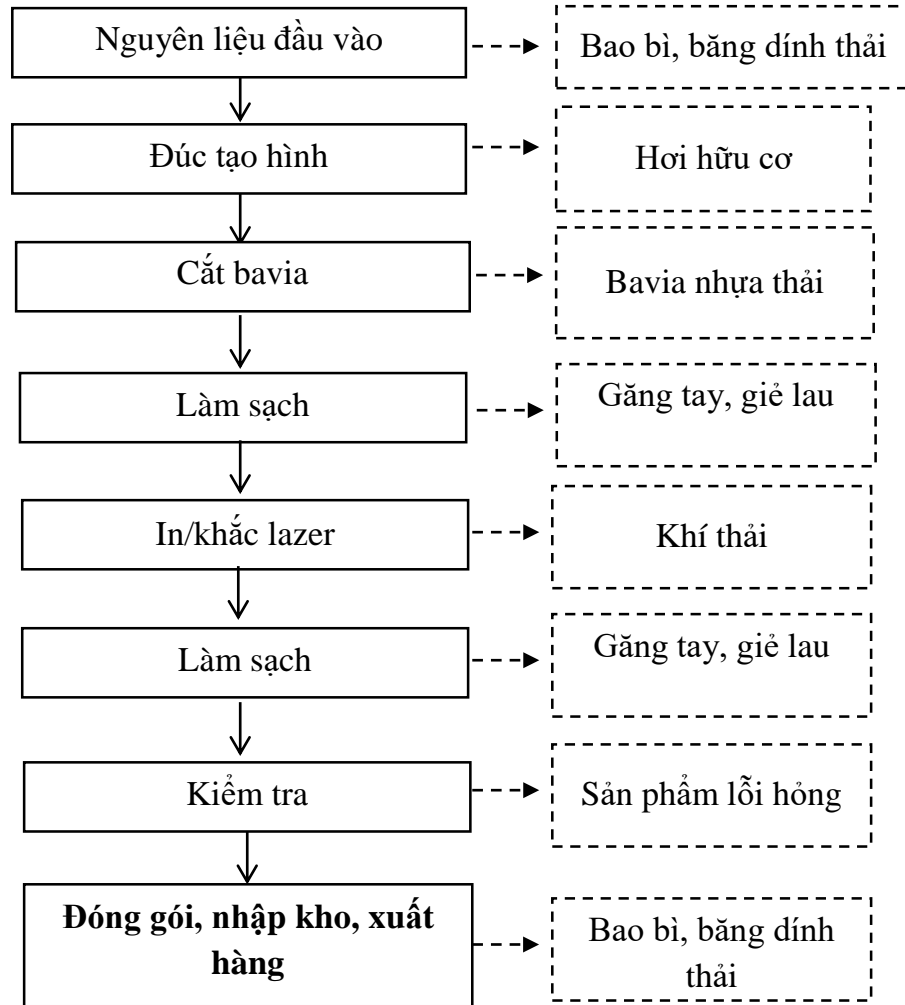 Nguyên liệu đầu vào
Bao bì, băng dính thải
Đúc tạo hình
Hơi hữu cơ
Cắt bavia
Bavia nhựa thải
Làm sạch
Găng tay, giẻ lau
In/khắc lazer
Khí thải
Làm sạch
Găng tay, giẻ lau
Kiểm tra
Sản phẩm lỗi hỏng
Đóng gói, nhập kho, xuất
hàng
Bao bì, băng dính
thải